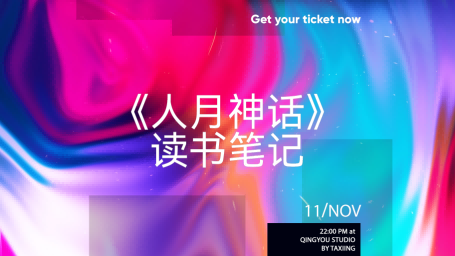 Get your ticket now
《人月神话》
读书笔记
11/NOV
22:00 PM at
QINGYOU STUDIO
BY TAXIING